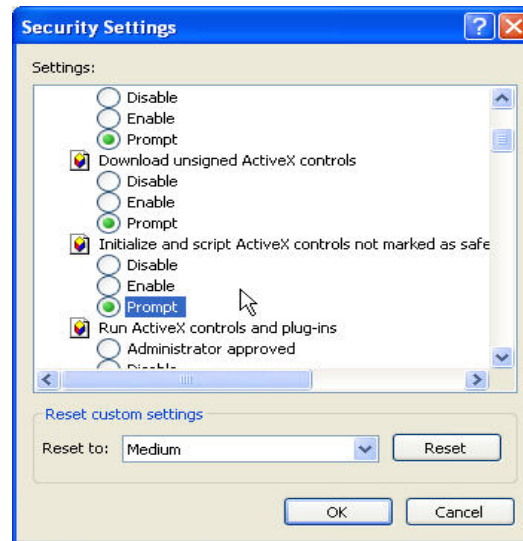 Security Settings
Settings:
Disable
Enable
Prompt
Download unsigned ActiveX controls
Disable
Enable
Prompt
Initialize and script ActiveX controls not marked as safe
Disable
Enable
Prompt
Run ActiveX controls and plug-ins
Administrator approved
Disable
Reset custom settings
Reset to: Medium Reset
OK Cancel